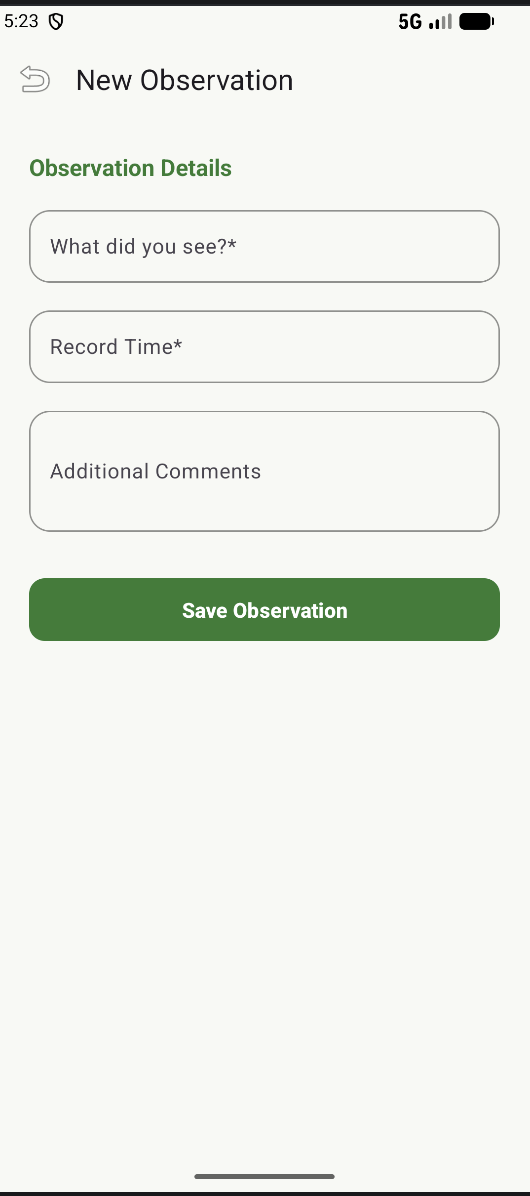 5:23 5G
New Observation
Observation Details
What did you see?*
Record Time*
Additional Comments
Save Observation